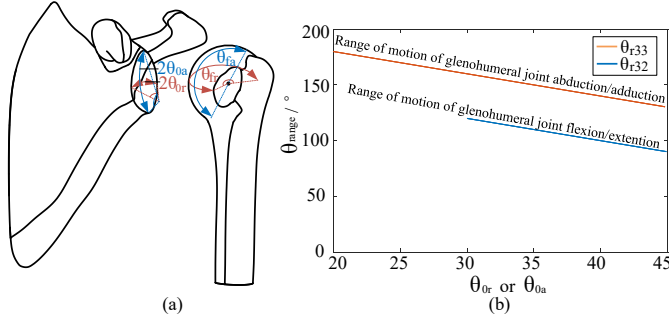 2θ0a
2θ0r
θfa
θfr
(a)
θrange / °
200
150
100
50
0
θr33
θr32
Range of motion of glenohumeral joint abduction/adduction
Range of motion of glenohumeral joint flexion/extention
20
25
30
35
40
45
θ0r or θ0a
(b)